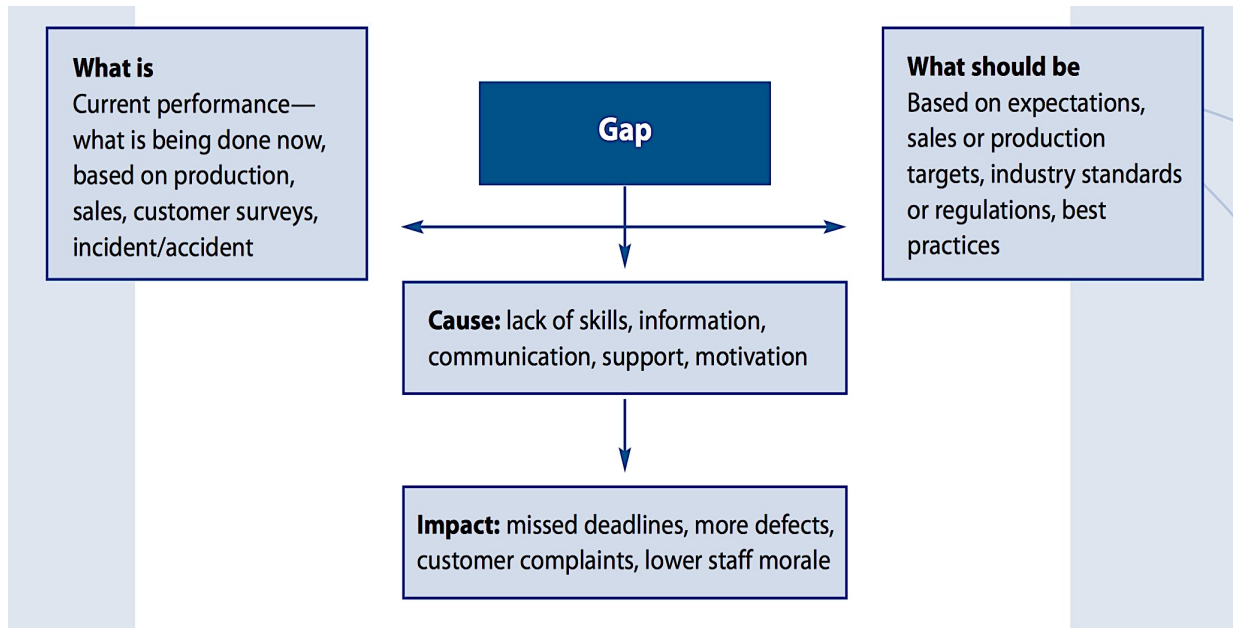 What is
Current performance—
what is being done now,
based on production,
sales, customer surveys,
incident/accident
Gap
What should be
Based on expectations,
sales or production
targets, industry standards
or regulations, best
practices
Cause: lack of skills, information,
communication, support, motivation
Impact: missed deadlines, more defects,
customer complaints, lower staff morale